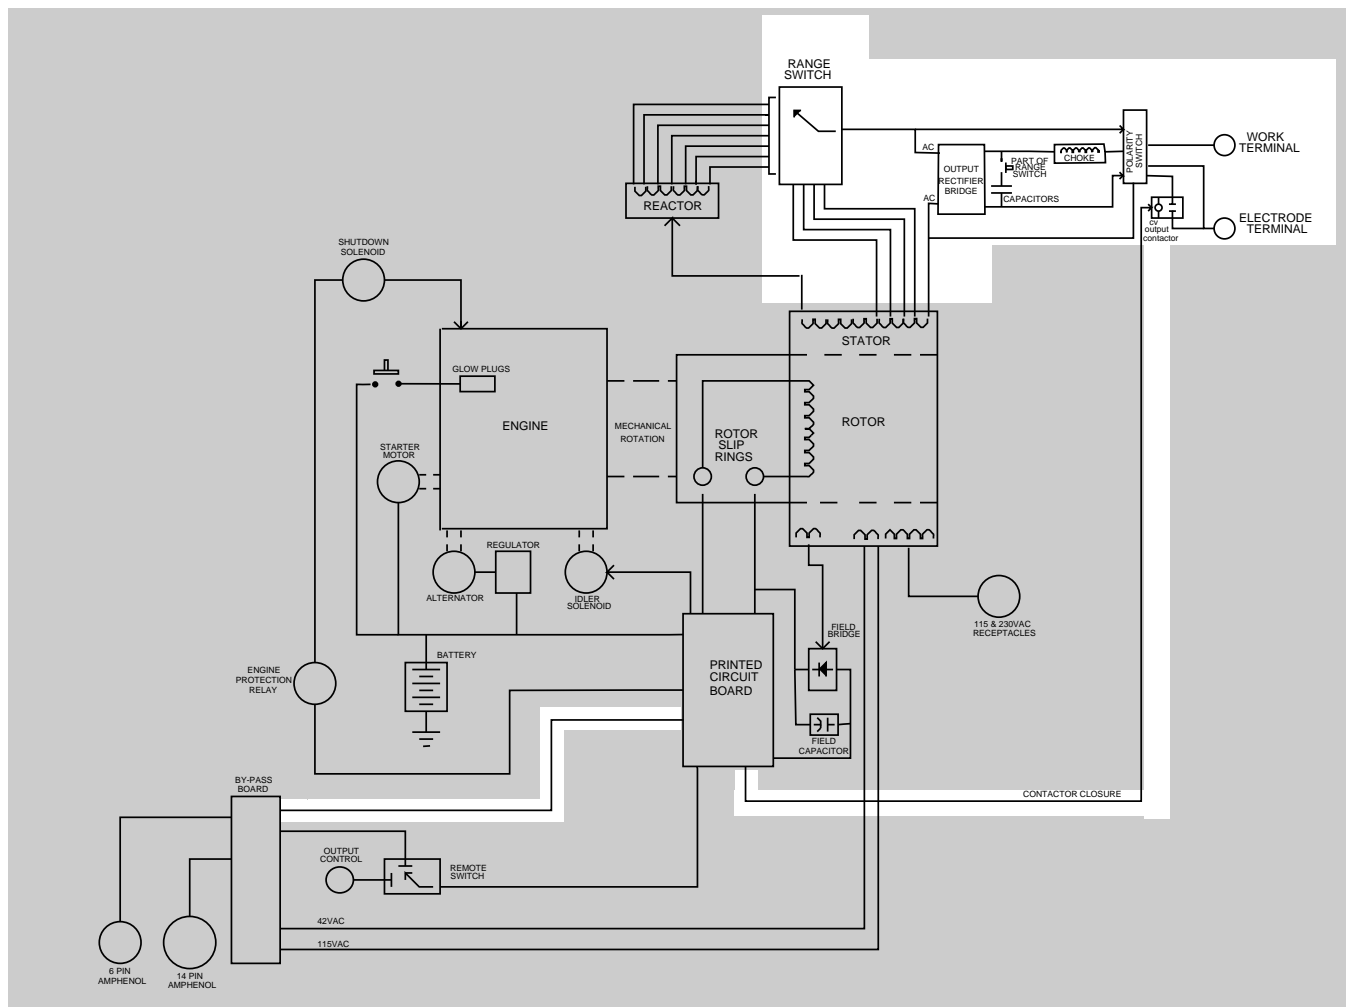 RANGE
SWITCH
POLARITY
SWITCH
WORK
TERMINAL
AC
CHOKE
OUTPUT
RECTIFIER
BRIDGE
PART OF
RANGE
SWITCH
AC
CAPACITORS
REACTOR
cv
output
contactor
ELECTRODE
TERMINAL
SHUTDOWN
SOLENOID
STATOR
GLOW PLUGS
ENGINE
MECHANICAL
ROTATION
ROTOR
SLIP
RINGS
ROTOR
STARTER
MOTOR
REGULATOR
ALTERNATOR
IDLER
SOLENOID
115 & 230VAC
RECEPTACLES
FIELD
BRIDGE
BATTERY
ENGINE
PROTECTION
RELAY
PRINTED
CIRCUIT
BOARD
FIELD
CAPACITOR
BY-PASS
BOARD
CONTACTOR CLOSURE
OUTPUT
CONTROL
REMOTE
SWITCH
42VAC
115VAC
6 PIN
AMPHENOL
14 PIN
AMPHENOL